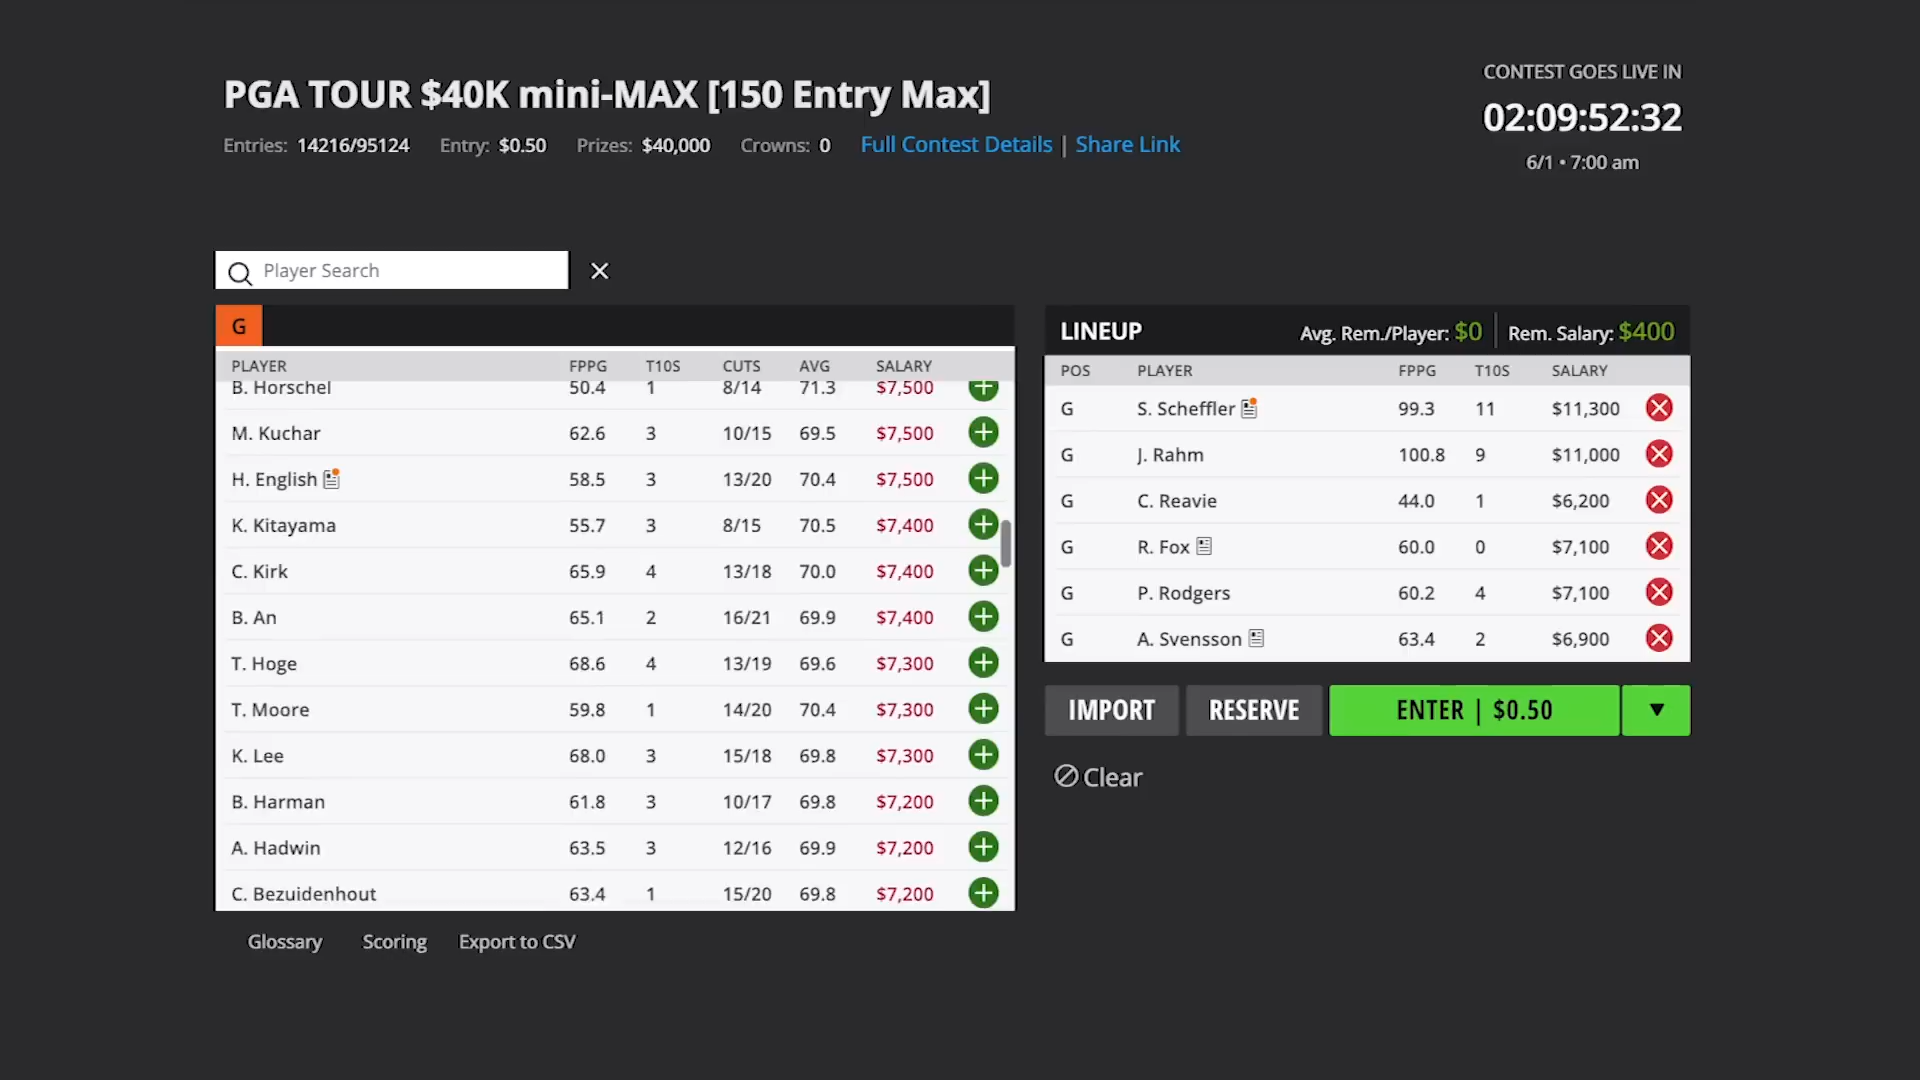 PGA TOUR $40K mini-MAX [150 Entry Max]
Entries: 14216/95124 Entry: $0.50 Prizes: $40,000 Crowns: 0 Full Contest Details | Share Link
CONTEST GOES LIVE IN
02:09:52:32
6/1 • 7:00 am
Player Search
G
PLAYER FPPG T10S CUTS AVG SALARY
B. Horschel 50.4 1 8/14 71.3 $7,500
M. Kuchar 62.6 3 10/15 69.5 $7,500
H. English 58.5 3 13/20 70.4 $7,500
K. Kitayama 55.7 3 8/15 70.5 $7,400
C. Kirk 65.9 4 13/18 70.0 $7,400
B. An 65.1 2 16/21 69.9 $7,400
T. Hoge 68.6 4 13/19 69.6 $7,300
T. Moore 59.8 1 14/20 70.4 $7,300
K. Lee 68.0 3 15/18 69.8 $7,300
B. Harman 61.8 3 10/17 69.8 $7,200
A. Hadwin 63.5 3 12/16 69.9 $7,200
C. Bezuidenhout 63.4 1 15/20 69.8 $7,200
Glossary Scoring Export to CSV
LINEUP Avg. Rem./Player: $0 Rem. Salary: $400
POS PLAYER FPPG T10S SALARY
G S. Scheffler 99.3 11 $11,300
G J. Rahm 100.8 9 $11,000
G C. Reavie 44.0 1 $6,200
G R. Fox 60.0 0 $7,100
G P. Rodgers 60.2 4 $7,100
G A. Svensson 63.4 2 $6,900
IMPORT RESERVE ENTER | $0.50
Clear